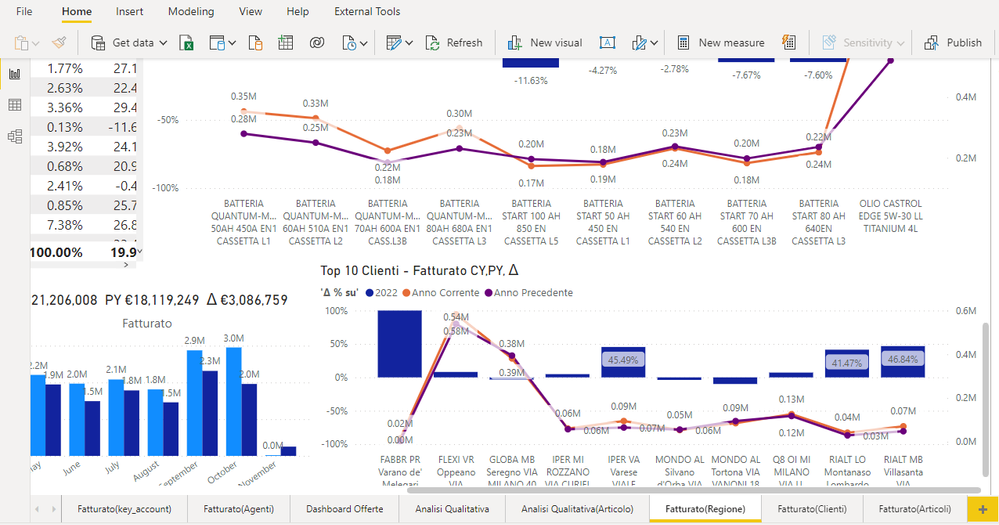 File Home Insert Modeling View Help External Tools
Get data Refresh New visual New measure Sensitivity Publish
1.77% 27.1
2.63% 22.4
3.36% 29.4
0.13% -11.6
3.92% 24.1
0.68% 20.9
2.41% -0.4
0.85% 25.7
7.38% 26.8
100.00% 19.9
-11.63% -4.27% -2.78% -7.67% -7.60%
0.4M
0.2M
-50%
-100%
0.35M 0.33M 0.30M 0.23M 0.22M
0.28M 0.25M 0.22M 0.23M 0.20M 0.18M 0.20M
0.18M 0.17M 0.19M 0.24M 0.18M 0.24M
BATTERIA QUANTUM-M... 50AH 450A EN1 CASSETTA L1
BATTERIA QUANTUM-M... 60AH 510A EN1 CASSETTA L2
BATTERIA QUANTUM-M... 70AH 600A EN1 CASS.L3B
BATTERIA QUANTUM-M... 80AH 680A EN1 CASSETTA L3
BATTERIA START 100 AH 850 EN CASSETTA L5
BATTERIA START 50 AH 450 EN CASSETTA L1
BATTERIA START 60 AH 540 EN CASSETTA L2
BATTERIA START 70 AH 600 EN CASSETTA L3B
BATTERIA START 80 AH 640EN CASSETTA L3
OLIO CASTROL EDGE 5W-30 LL TITANIUM 4L
21,206,008 PY €18,119,249 Δ €3,086,759
Fatturato
2.2M 1.9M 2.0M 1.5M 2.1M 1.8M 1.8M 1.5M 2.9M 2.3M 3.0M 2.0M 0.0M
May June July August September October November
Top 10 Clienti - Fatturato CY,PY, Δ
'Δ % su' 2022 Anno Corrente Anno Precedente
100%
50%
0%
-50%
-100%
0.6M
0.4M
0.2M
0.0M
0.54M
0.58M
0.38M
0.39M
45.49% 41.47% 46.84%
0.02M 0.06M 0.09M 0.05M 0.09M 0.13M 0.04M 0.07M
0.00M 0.06M 0.07M 0.06M 0.12M 0.03M
FABBR PR Varano de' Melegari
FLEXI VR Oppeano VIA
GLOBA MB Seregno VIA MILANO 40
IPER MI ROZZANO VIA CURIEL
IPER VA Varese VIALE
MONDO AL Silvano d'Orba VIA
MONDO AL Tortona VIA VANONI 18
Q8 OI MI MILANO VIA
RIALT LO Montanaso Lombardo
RIALT MB Villasanta VIA
Fatturato(key_account) Fatturato(Agenti) Dashboard Offerte Analisi Qualitativa Analisi Qualitativa(Articolo) Fatturato(Regione) Fatturato(Clienti) Fatturato(Articoli) +